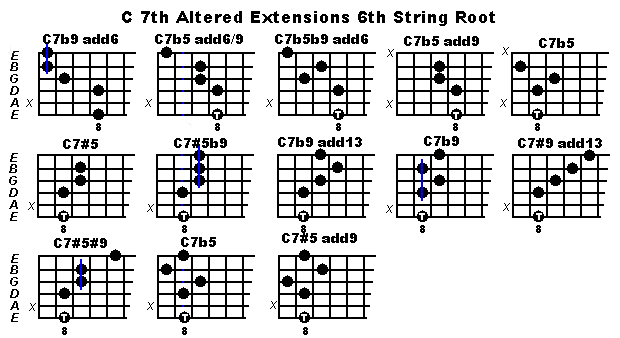 C 7th Altered Extensions 6th String Root
C7b9 add6 C7b5 add6/9 C7b5b9 add6 C7b5 add9 C7b5
E X X
B
G
D
A X X X X X
E T T T T
8 8 8 8 8
C7#5 C7#5b9 C7b9 add13 C7b9 C7#9 add13
E
B
G
D
A X X X X
E T T T T T
8 8 8 8 8
C7#5#9 C7b5 C7#5 add9
E
B
G
D
A X X X
E T T T
8 8 8